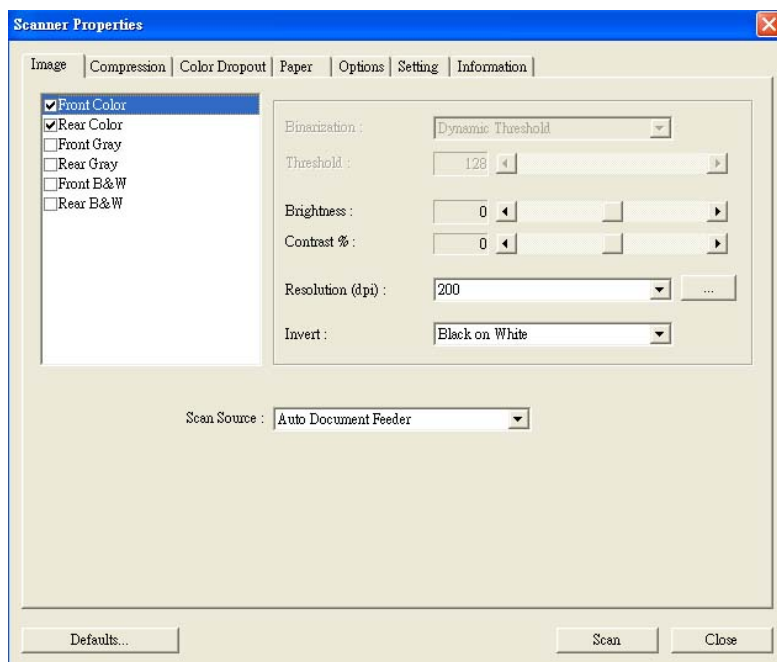 Scanner Properties
Image Compression Color Dropout Paper Options Setting Information
Front Color
Rear Color
Front Gray
Rear Gray
Front B&W
Rear B&W
Binarization : Dynamic Threshold
Threshold : 128
Brightness : 0
Contrast % : 0
Resolution (dpi) : 200 ...
Invert : Black on White
Scan Source : Auto Document Feeder
Defaults... Scan Close